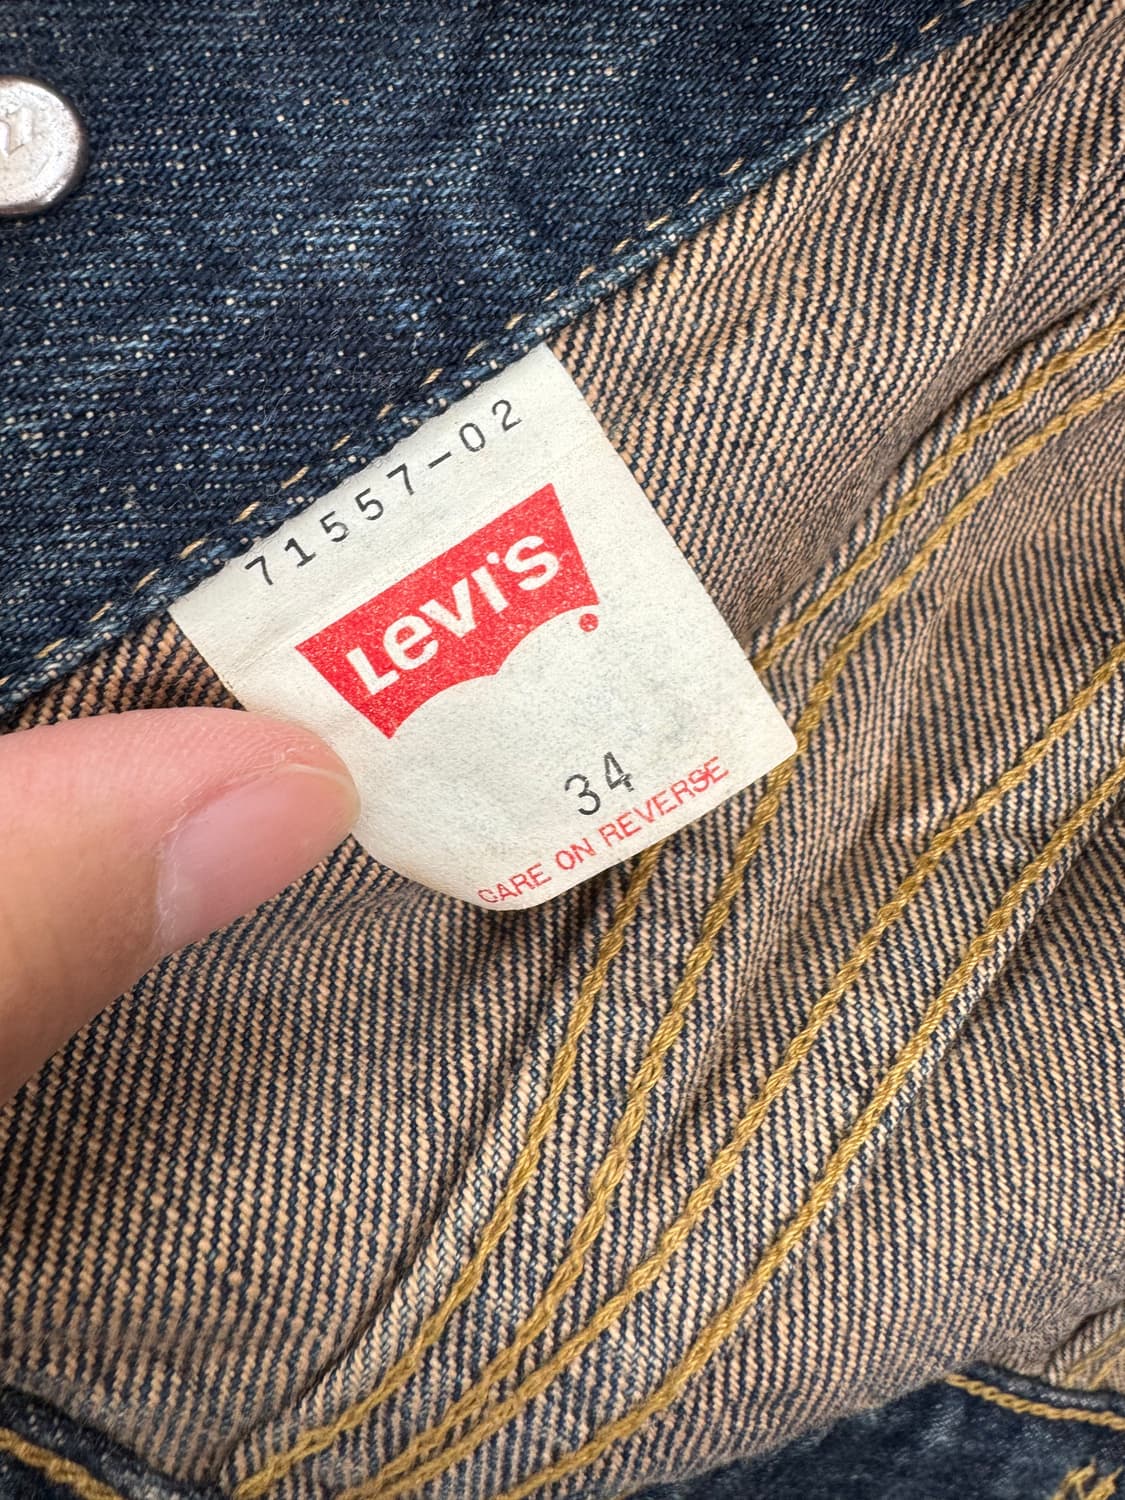 71557-02
Levi's
34
CARE ON REVERSE